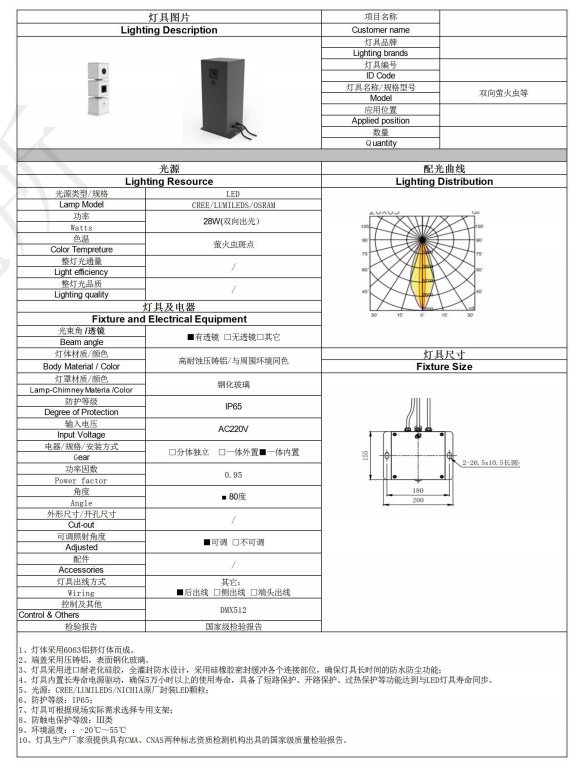 灯具图片
Lighting Description
项目名称
Customer name
灯具品牌
Lighting brands
灯具编号
ID Code
灯具名称/规格型号
Model
双向萤火虫等
应用位置
Applied position
数量
Quantity
光源
Lighting Resource
配光曲线
Lighting Distribution
光源类型/规格
Lamp Model
LED
CREE/LUMILEDS/OSRAM
功率
Watts
28W(双向出光)
色温
Color Tempreture
萤火虫斑点
整灯光通量
Light efficiency
/
整灯光品质
Lighting quality
/
灯具及电器
Fixture and Electrical Equipment
光束角/透镜
Beam angle
■有透镜 □无透镜□其它
105°
90°
75°
60°
45°
30°
15°
0°
15°
30°
105°
90°
75°
60°
45°
灯体材质/颜色
Body Material / Color
高耐蚀压铸铝/与周围环境同色
灯具尺寸
Fixture Size
灯罩材质/颜色
Lamp-Chimney Materia /Color
钢化玻璃
防护等级
Degree of Protection
IP65
输入电压
Input Voltage
AC220V
电器/规格/安装方式
Gear
□分体独立 □一体外置■一体内置
功率因数
Power factor
0.95
角度
Angle
■ 80度
外形尺寸/开孔尺寸
Cut-out
/
可调照射角度
Adjusted
■可调 □不可调
配件
Accessories
/
灯具出线方式
Wiring
其它:
■后出线 □侧出线 □端头出线
控制及其他
Control & Others
DMX512
检验报告
国家级检验报告
155
2-20.5x10.5长圆
180
200
1、灯体采用6063铝挤灯体而成。
2、端盖采用压铸铝，表面钢化玻璃。
3、灯具采用进口耐老化硅胶，全灌封防水设计，采用硅橡胶密封缓冲各个连接部位，确保灯具长时间的防水防尘功能；
4、灯具内置长寿命电源驱动，确保5万小时以上的使用寿命，具备了短路保护、开路保护、过热保护等功能达到与LED灯具寿命同步。
5、光源：CREE/LUMILEDS/NICHIA原厂封装LED颗粒；
6、防护等级：IP65；
7、灯具可根据现场实际需求选择专用支架；
8、防触电保护等级：III类
9、环境温度：：-20℃～55℃
10、灯具生产厂家须提供具有CMA、CNAS两种标志资质检测机构出具的国家级质量检验报告。